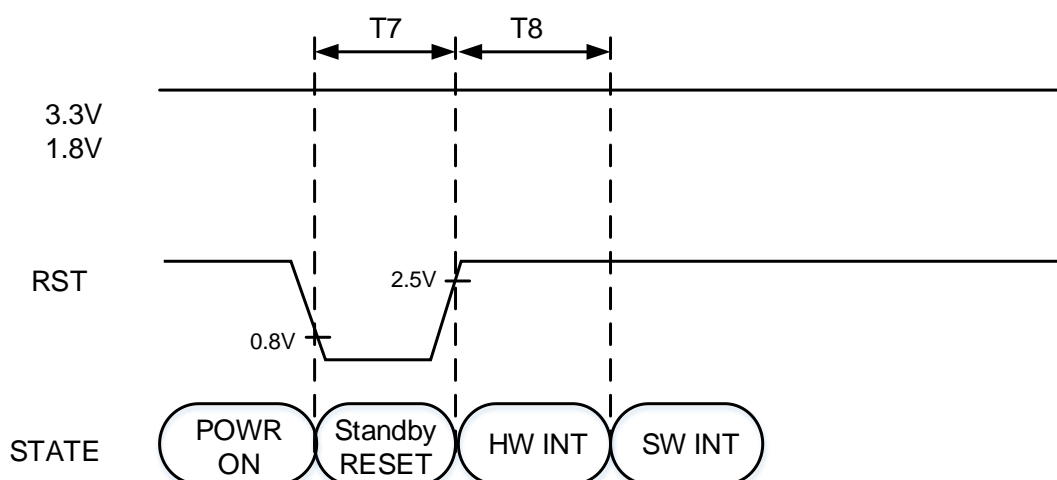 T7
T8
3.3V
1.8V
RST
2.5V
0.8V
STATE
POWR
ON
Standby
RESET
HW INT
SW INT